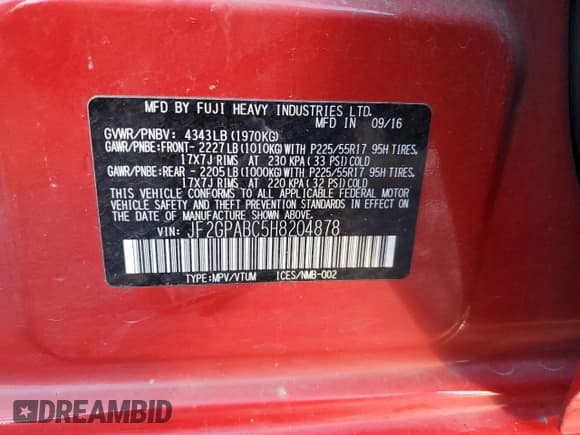 MFD BY FUJI HEAVY INDUSTRIES LTD.
MFD IN 09/16
GVWR/PNBV: 4343LB (1970KG)
GAWR/PNBE:FRONT- 2227LB(1010KG)WITH P225/55R17 95H TIRES.
17X7J RIMS AT 230 KPA (33 PSI)COLD
GAWR/PNBE:REAR - 2205LB(1000KG)WITH P225/55R17 95H TIRES.
17X7J RIMS AT 220 KPA (32 PSI)COLD
THIS VEHICLE CONFORMS TO ALL APPLICABLE FEDERAL MOTOR
VEHICLE SAFETY AND THEFT PREVENTION STANDARDS IN EFFECT
ON THE DATE OF MANUFACTURE SHOWN ABOVE.
VIN: JF2GPABC5H8204878
TYPE:MPV/VTUM ICES/NMB-002
DREAMBID